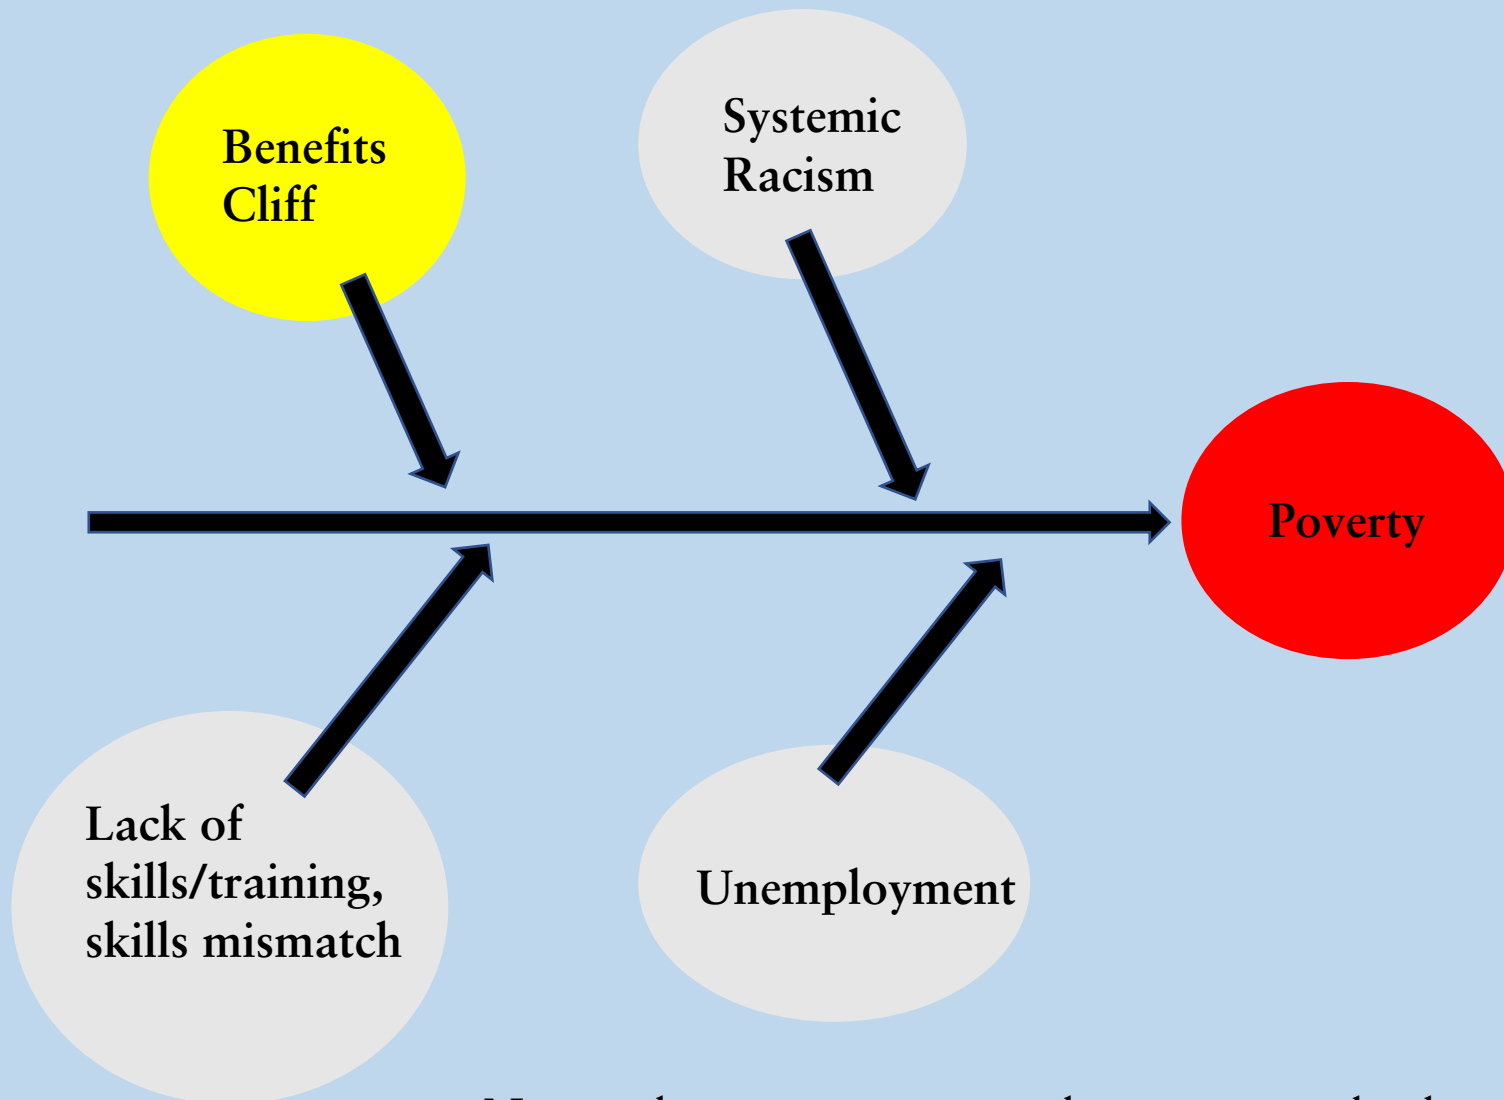 Benefits
Cliff
Systemic
Racism
Poverty
Lack of
skills/training,
skills mismatch
Unemployment